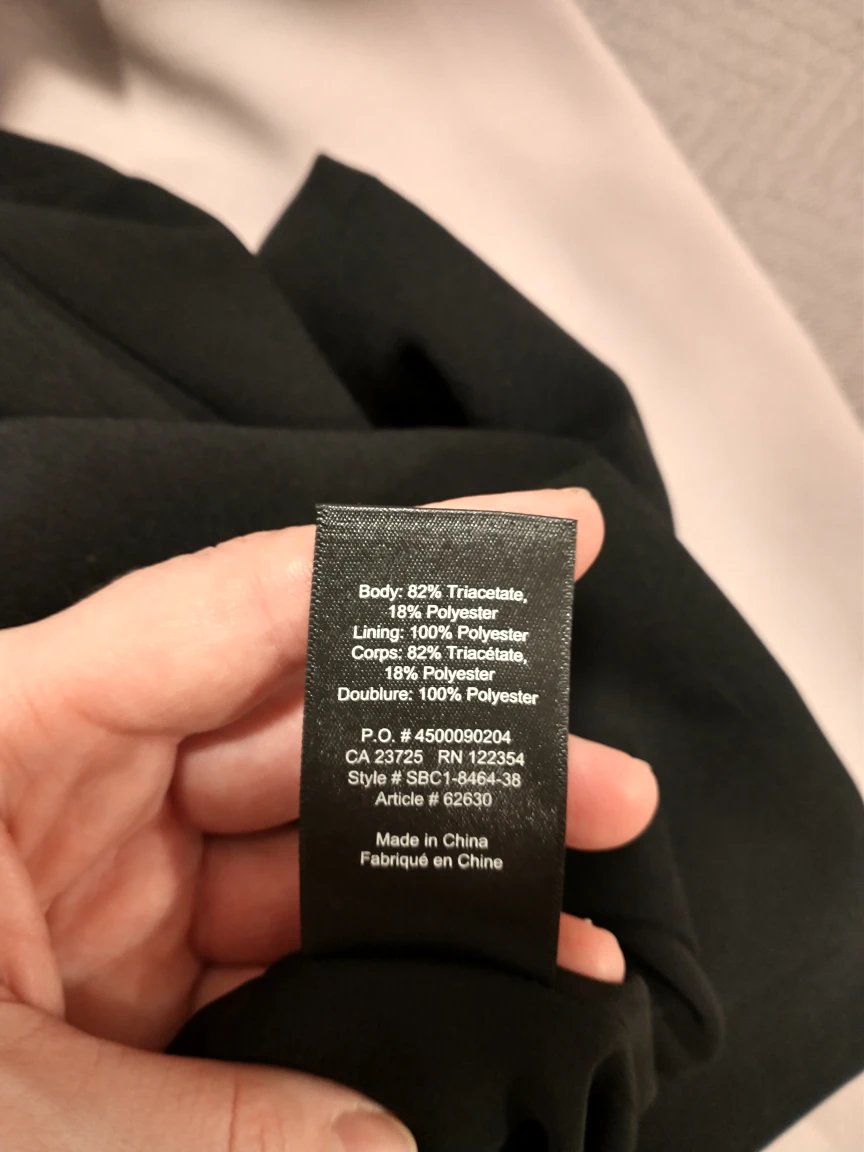 Body: 82% Triacetate,
18% Polyester
Lining: 100% Polyester
Corps: 82% Triacétate,
18% Polyester
Doublure: 100% Polyester
P.O. # 4500090204
CA 23725 RN 122354
Style # SBC1-8464-38
Article # 62630
Made in China
Fabriqué en Chine